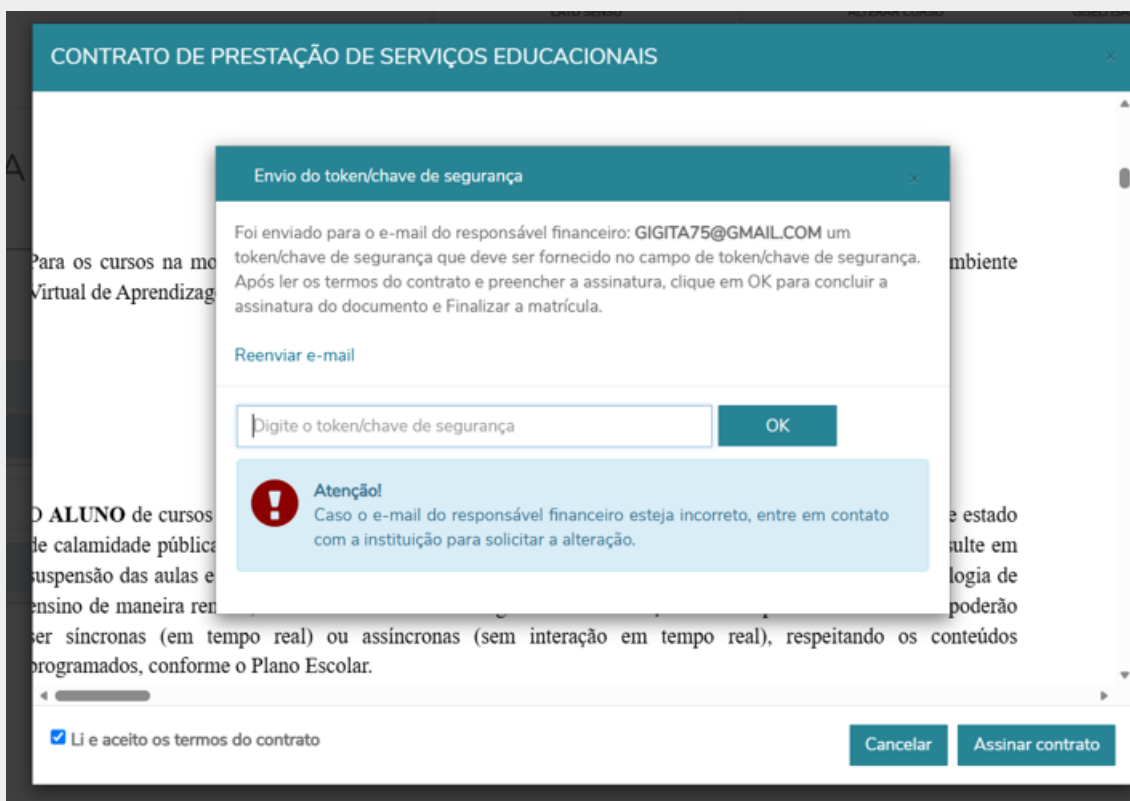 LATO SENSO ALTERAR CURSO
CONTRATO DE PRESTAÇÃO DE SERVIÇOS EDUCACIONAIS
×
A
Envio do token/chave de segurança
×
Foi enviado para o e-mail do responsável financeiro: GIGITA75@GMAIL.COM um
token/chave de segurança que deve ser fornecido no campo de token/chave de segurança.
Após ler os termos do contrato e preencher a assinatura, clique em OK para concluir a
assinatura do documento e Finalizar a matrícula.
Reenviar e-mail
Digite o token/chave de segurança
OK
Atenção!
Caso o e-mail do responsável financeiro esteja incorreto, entre em contato
com a instituição para solicitar a alteração.
Para os cursos na mo mbiente
Virtual de Aprendizag
O ALUNO de cursos e estado
de calamidade pública sulte em
suspensão das aulas e logia de
ensino de maneira ren poderão
ser síncronas (em tempo real) ou assíncronas (sem interação em tempo real), respeitando os conteúdos
programados, conforme o Plano Escolar.
Li e aceito os termos do contrato
Cancelar
Assinar contrato